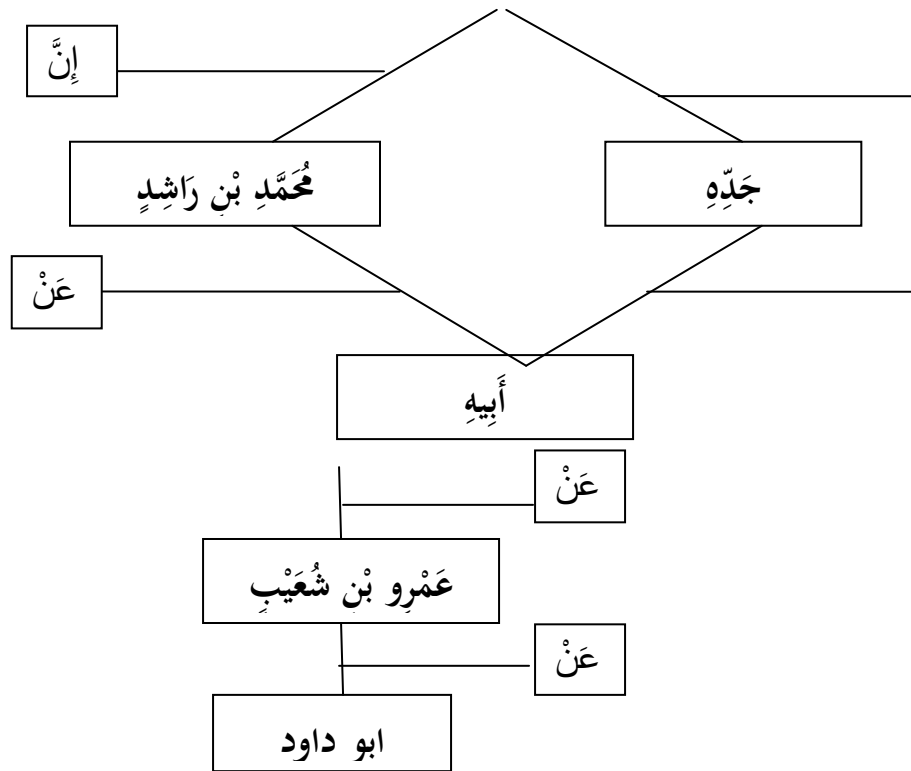 إِنَّ
جَدِّهِ
مُحَمَّدِ بْنِ رَاشِدٍ
عَنْ
أَبِيهِ
عَنْ
عَمْرِو بْنِ شُعَيْبٍ
عَنْ
ابو داود